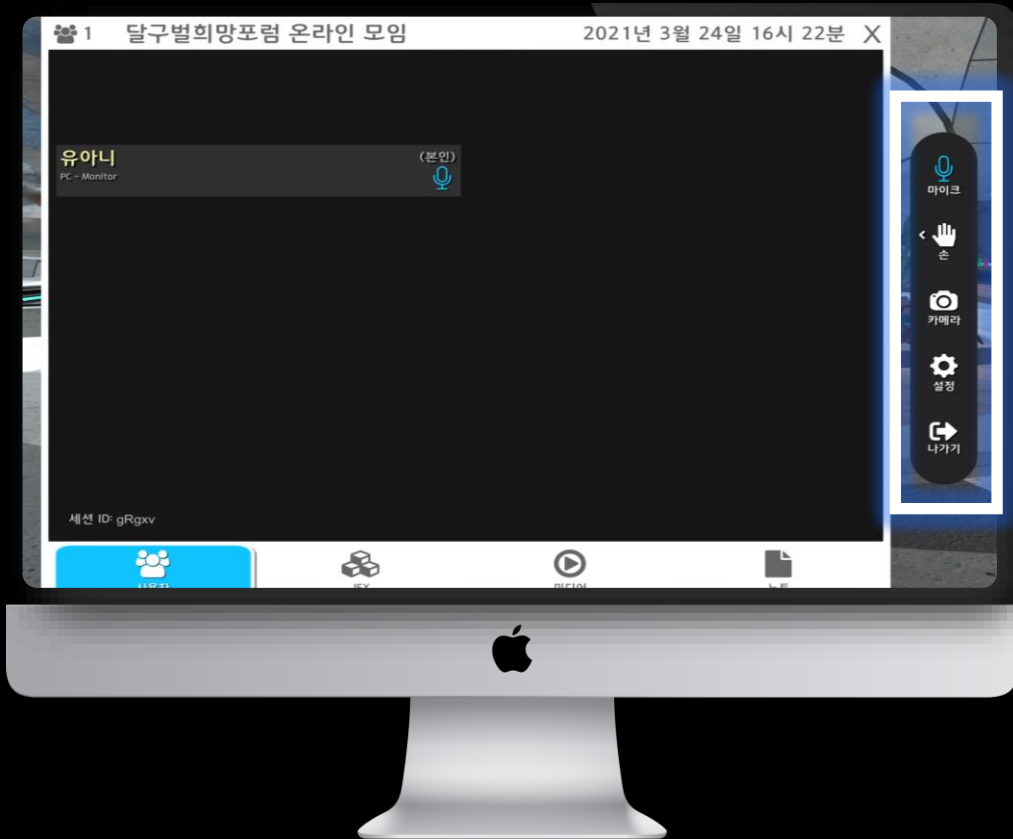 1 달구벌희망포럼 온라인 모임 2021년 3월 24일 16시 22분 X
유아니 (본인)
PC - Monitor
세션 ID: gRgxv
마이크
손
카메라
설정
나가기